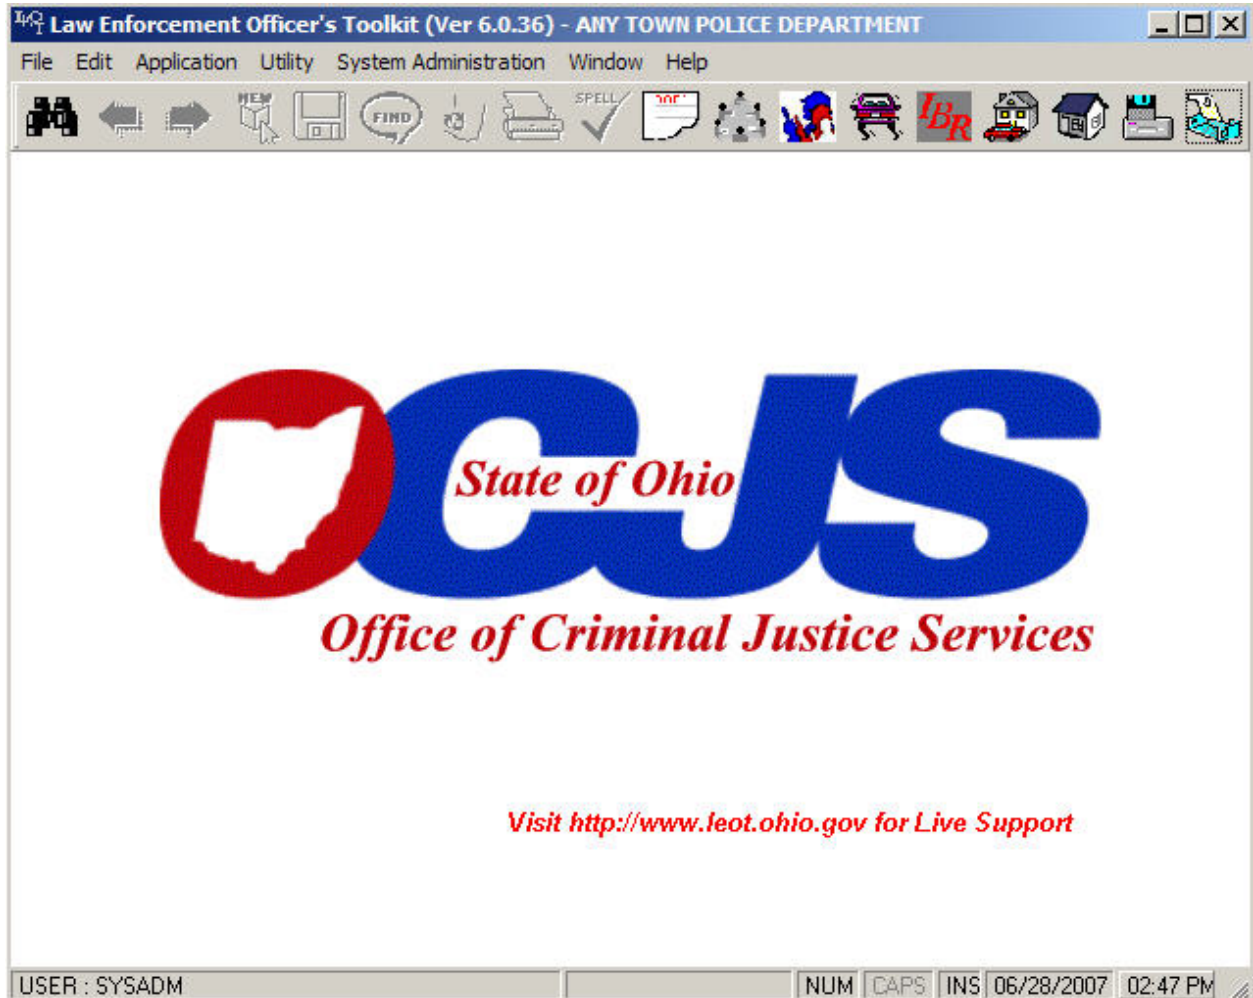 Law Enforcement Officer's Toolkit (Ver 6.0.36) - ANY TOWN POLICE DEPARTMENT
File Edit Application Utility System Administration Window Help
NEW FIND SPELL IBR
OCJS
State of Ohio
Office of Criminal Justice Services
Visit http://www.leot.ohio.gov for Live Support
USER : SYSADM NUM CAPS INS 06/28/2007 02:47 PM